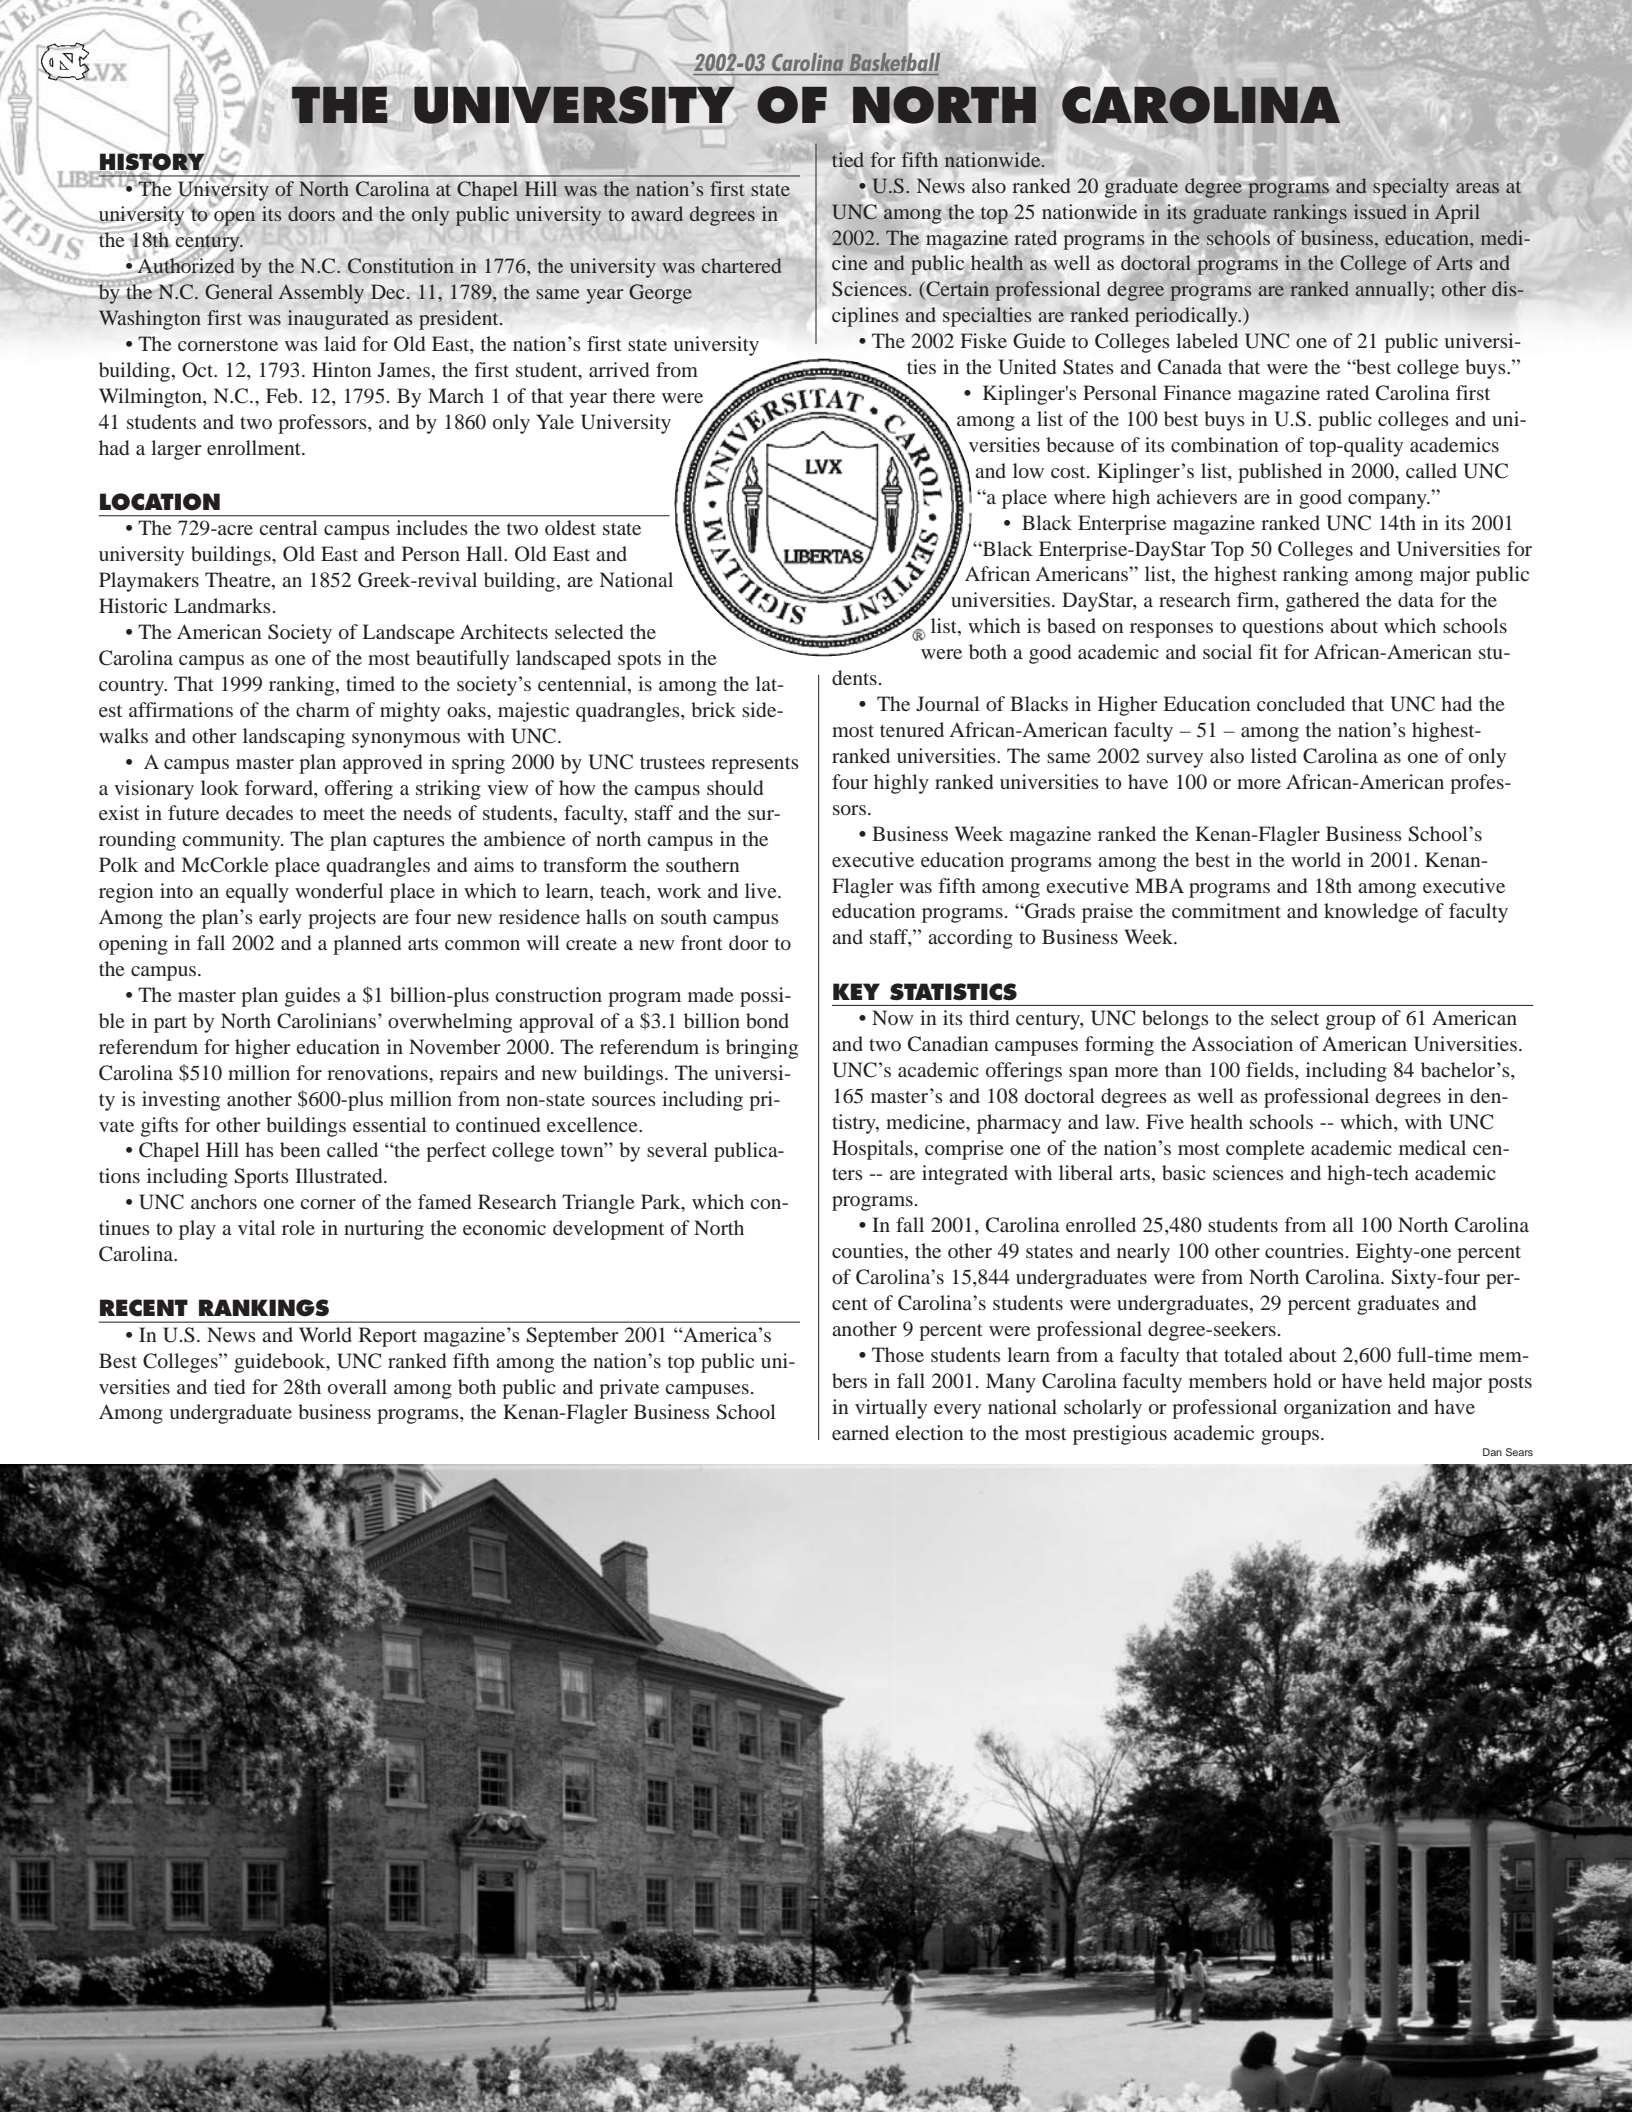 2002-03 Carolina Basketball
THE UNIVERSITY OF NORTH CAROLINA
HISTORY
• The University of North Carolina at Chapel Hill was the nation's first state
university to open its doors and the only public university to award degrees in
the 18th century.
• Authorized by the N.C. Constitution in 1776, the university was chartered
by the N.C. General Assembly Dec. 11, 1789, the same year George
Washington first was inaugurated as president.
• The cornerstone was laid for Old East, the nation's first state university
building, Oct. 12, 1793. Hinton James, the first student, arrived from
Wilmington, N.C., Feb. 12, 1795. By March 1 of that year there were
41 students and two professors, and by 1860 only Yale University
had a larger enrollment.
LOCATION
• The 729-acre central campus includes the two oldest state
university buildings, Old East and Person Hall. Old East and
Playmakers Theatre, an 1852 Greek-revival building, are National
Historic Landmarks.
• The American Society of Landscape Architects selected the
Carolina campus as one of the most beautifully landscaped spots in the
country. That 1999 ranking, timed to the society's centennial, is among the lat-
est affirmations of the charm of mighty oaks, majestic quadrangles, brick side-
walks and other landscaping synonymous with UNC.
• A campus master plan approved in spring 2000 by UNC trustees represents
a visionary look forward, offering a striking view of how the campus should
exist in future decades to meet the needs of students, faculty, staff and the sur-
rounding community. The plan captures the ambience of north campus in the
Polk and McCorkle place quadrangles and aims to transform the southern
region into an equally wonderful place in which to learn, teach, work and live.
Among the plan's early projects are four new residence halls on south campus
opening in fall 2002 and a planned arts common will create a new front door to
the campus.
• The master plan guides a $1 billion-plus construction program made possi-
ble in part by North Carolinians' overwhelming approval of a $3.1 billion bond
referendum for higher education in November 2000. The referendum is bringing
Carolina $510 million for renovations, repairs and new buildings. The universi-
ty is investing another $600-plus million from non-state sources including pri-
vate gifts for other buildings essential to continued excellence.
• Chapel Hill has been called “the perfect college town” by several publica-
tions including Sports Illustrated.
• UNC anchors one corner of the famed Research Triangle Park, which con-
tinues to play a vital role in nurturing the economic development of North
Carolina.
RECENT RANKINGS
• In U.S. News and World Report magazine's September 2001 “America's
Best Colleges” guidebook, UNC ranked fifth among the nation's top public uni-
versities and tied for 28th overall among both public and private campuses.
Among undergraduate business programs, the Kenan-Flagler Business School
tied for fifth nationwide.
• U.S. News also ranked 20 graduate degree programs and specialty areas at
UNC among the top 25 nationwide in its graduate rankings issued in April
2002. The magazine rated programs in the schools of business, education, medi-
cine and public health as well as doctoral programs in the College of Arts and
Sciences. (Certain professional degree programs are ranked annually; other dis-
ciplines and specialties are ranked periodically.)
• The 2002 Fiske Guide to Colleges labeled UNC one of 21 public universi-
ties in the United States and Canada that were the “best college buys.”
• Kiplinger's Personal Finance magazine rated Carolina first
among a list of the 100 best buys in U.S. public colleges and uni-
versities because of its combination of top-quality academics
and low cost. Kiplinger's list, published in 2000, called UNC
“a place where high achievers are in good company.”
• Black Enterprise magazine ranked UNC 14th in its 2001
“Black Enterprise-DayStar Top 50 Colleges and Universities for
African Americans” list, the highest ranking among major public
universities. DayStar, a research firm, gathered the data for the
list, which is based on responses to questions about which schools
were both a good academic and social fit for African-American stu-
dents.
• The Journal of Blacks in Higher Education concluded that UNC had the
most tenured African-American faculty – 51 – among the nation's highest-
ranked universities. The same 2002 survey also listed Carolina as one of only
four highly ranked universities to have 100 or more African-American profes-
sors.
• Business Week magazine ranked the Kenan-Flagler Business School's
executive education programs among the best in the world in 2001. Kenan-
Flagler was fifth among executive MBA programs and 18th among executive
education programs. “Grads praise the commitment and knowledge of faculty
and staff,” according to Business Week.
KEY STATISTICS
• Now in its third century, UNC belongs to the select group of 61 American
and two Canadian campuses forming the Association of American Universities.
UNC's academic offerings span more than 100 fields, including 84 bachelor's,
165 master's and 108 doctoral degrees as well as professional degrees in den-
tistry, medicine, pharmacy and law. Five health schools -- which, with UNC
Hospitals, comprise one of the nation's most complete academic medical cen-
ters -- are integrated with liberal arts, basic sciences and high-tech academic
programs.
• In fall 2001, Carolina enrolled 25,480 students from all 100 North Carolina
counties, the other 49 states and nearly 100 other countries. Eighty-one percent
of Carolina's 15,844 undergraduates were from North Carolina. Sixty-four per-
cent of Carolina's students were undergraduates, 29 percent graduates and
another 9 percent were professional degree-seekers.
• Those students learn from a faculty that totaled about 2,600 full-time mem-
bers in fall 2001. Many Carolina faculty members hold or have held major posts
in virtually every national scholarly or professional organization and have
earned election to the most prestigious academic groups.
SIGILLVM • VNIVERSITAT • CAROL • SEPTENT
LVX
LIBERTAS
®
Dan Sears